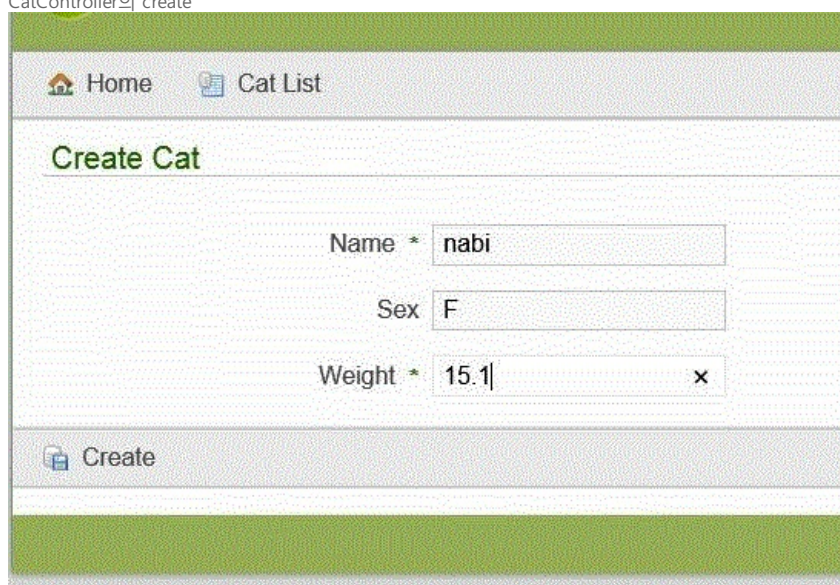 CatController의 create
Home Cat List
Create Cat
Name * nabi
Sex F
Weight * 15.1 ×
Create